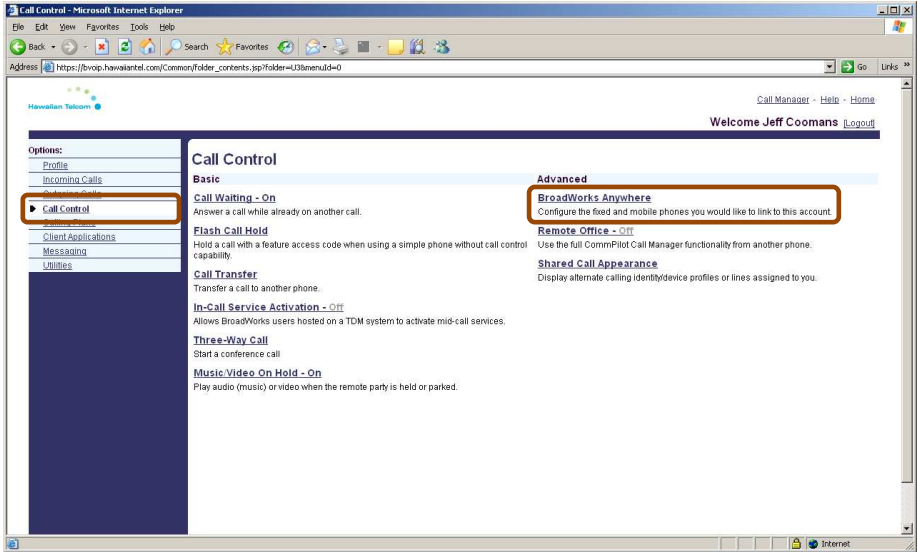 Call Control - Microsoft Internet Explorer
File Edit View Favorites Tools Help
Back Search Favorites
Address https://bvoip.hawaiiantel.com/Common/folder_contents.jsp?folder=U3&menuId=0 Go Links »
Hawaiian Telcom
Call Manager - Help - Home
Welcome Jeff Coomans [Logout]
Options:
Profile
Incoming Calls
Outgoing Calls
Call Control
Calling Plans
Client Applications
Messaging
Utilities
Call Control
Basic
Call Waiting - On
Answer a call while already on another call.
Flash Call Hold
Hold a call with a feature access code when using a simple phone without call control
capability.
Call Transfer
Transfer a call to another phone.
In-Call Service Activation - Off
Allows BroadWorks users hosted on a TDM system to activate mid-call services.
Three-Way Call
Start a conference call
Music/Video On Hold - On
Play audio (music) or video when the remote party is held or parked.
Advanced
BroadWorks Anywhere
Configure the fixed and mobile phones you would like to link to this account.
Remote Office - Off
Use the full CommPilot Call Manager functionality from another phone.
Shared Call Appearance
Display alternate calling identity/device profiles or lines assigned to you.
Internet